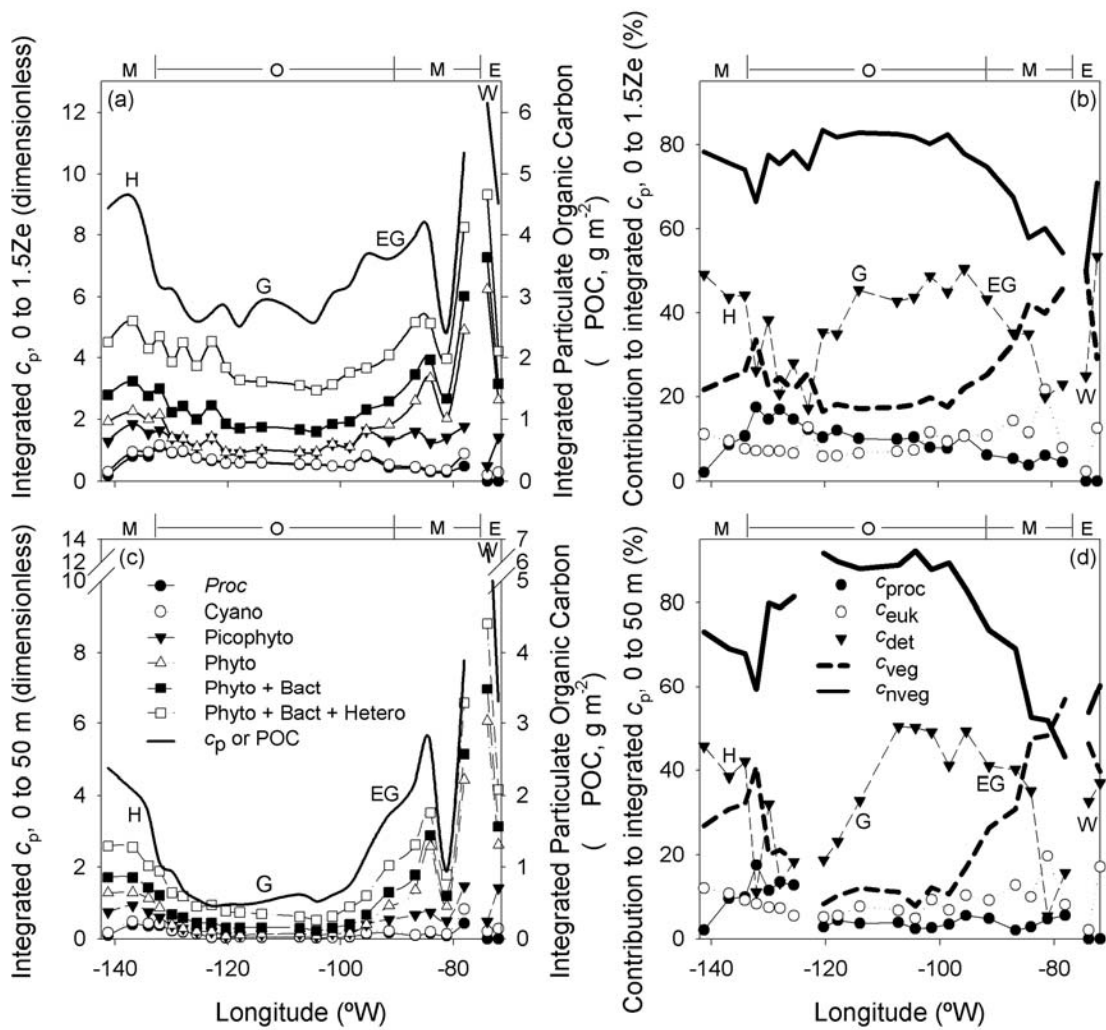 M O M E
(a)
W
H
G
EG
12
10
8
6
4
2
0
6
5
4
3
2
1
0
Integrated cp, 0 to 1.5Ze (dimensionless)
Integrated Particulate Organic Carbon
( POC, g m-2)
M O M E
(b)
80
60
40
20
0
G
H
EG
W
Contribution to integrated cp, 0 to 1.5Ze (%)
M O M E
(c)
W
14
12
10
8
6
4
2
0
7
6
5
4
3
2
1
0
Proc
Cyano
Picophyto
Phyto
Phyto + Bact
Phyto + Bact + Hetero
cp or POC
H
G
EG
Integrated cp, 0 to 50 m (dimensionless)
Integrated Particulate Organic Carbon
( POC, g m-2)
-140 -120 -100 -80
Longitude (ºW)
M O M E
(d)
80
60
40
20
0
cproc
ceuk
cdet
cveg
cnveg
H
G
EG
W
Contribution to integrated cp, 0 to 50 m (%)
-140 -120 -100 -80
Longitude (ºW)